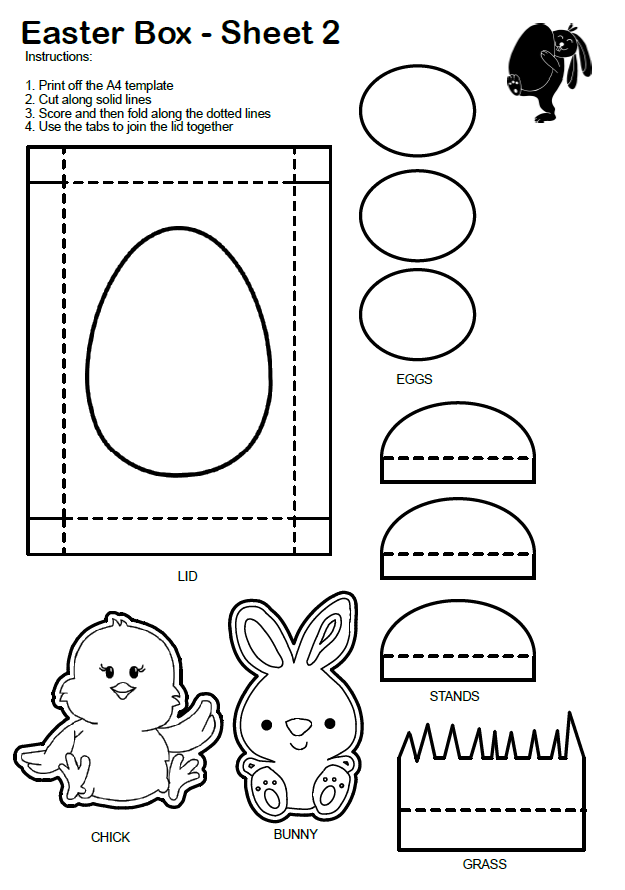 Easter Box - Sheet 2
Instructions:
1. Print off the A4 template
2. Cut along solid lines
3. Score and then fold along the dotted lines
4. Use the tabs to join the lid together
EGGS
LID
STANDS
CHICK
BUNNY
GRASS